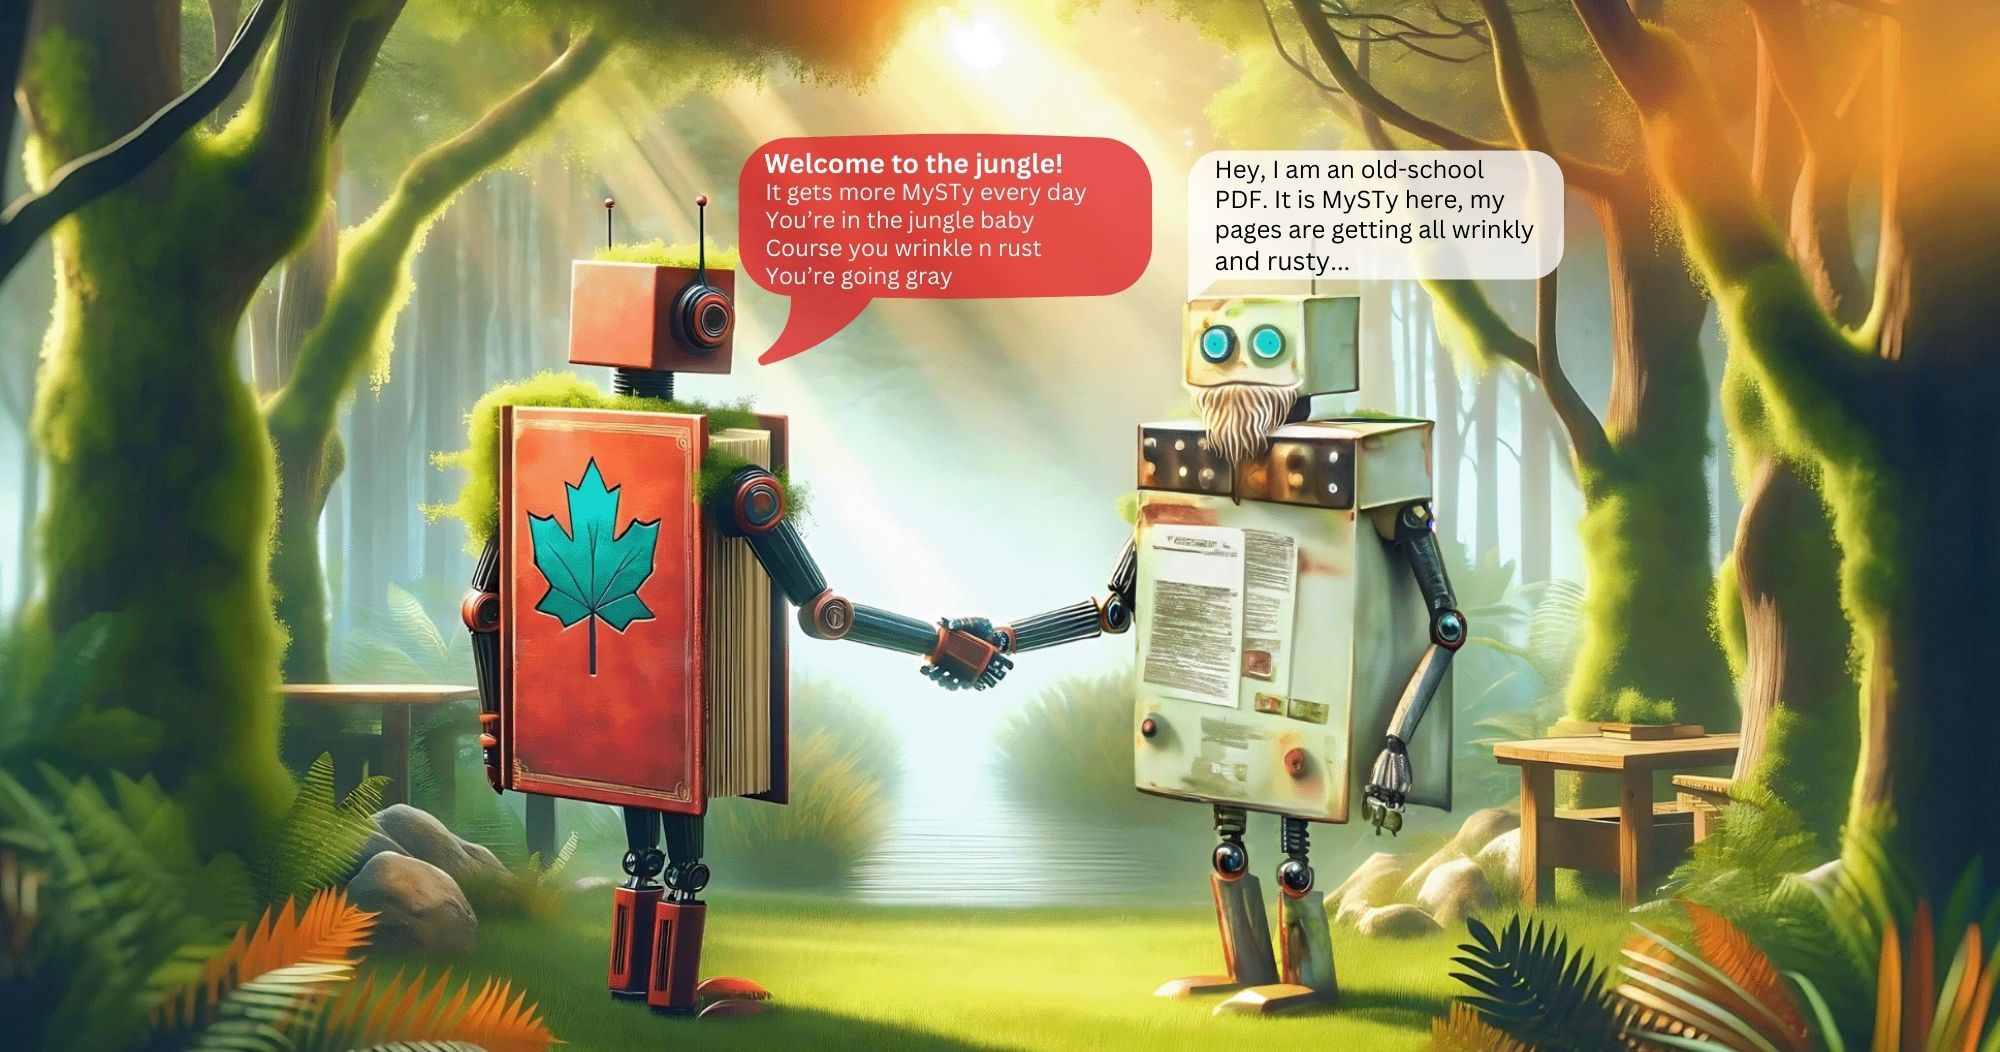 Welcome to the jungle!
It gets more MySTy every day
You’re in the jungle baby
Course you wrinkle n rust
You’re going gray
Hey, I am an old-school
PDF. It is MySTy here, my
pages are getting all wrinkly
and rusty...